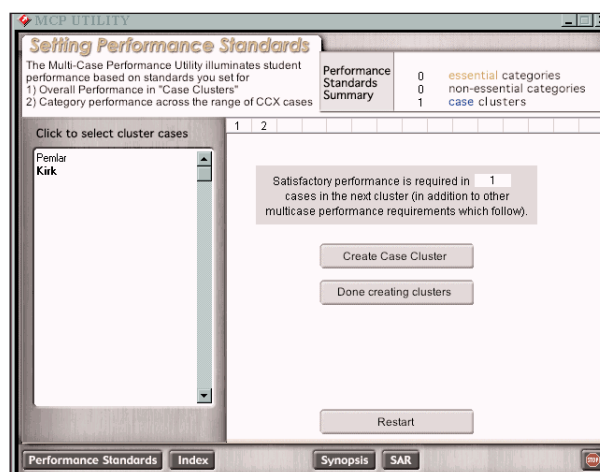 MCP UTILITY
Setting Performance Standards
The Multi-Case Performance Utility illuminates student
performance based on standards you set for
1) Overall Performance in "Case Clusters"
2) Category performance across the range of CCX cases
Performance
Standards
Summary
0 essential categories
0 non-essential categories
1 case clusters
Click to select cluster cases
1 2
Pemlar
Kirk
Satisfactory performance is required in 1
cases in the next cluster (in addition to other
multicase performance requirements which follow).
Create Case Cluster
Done creating clusters
Restart
Performance Standards
Index
Synopsis
SAR
STOP